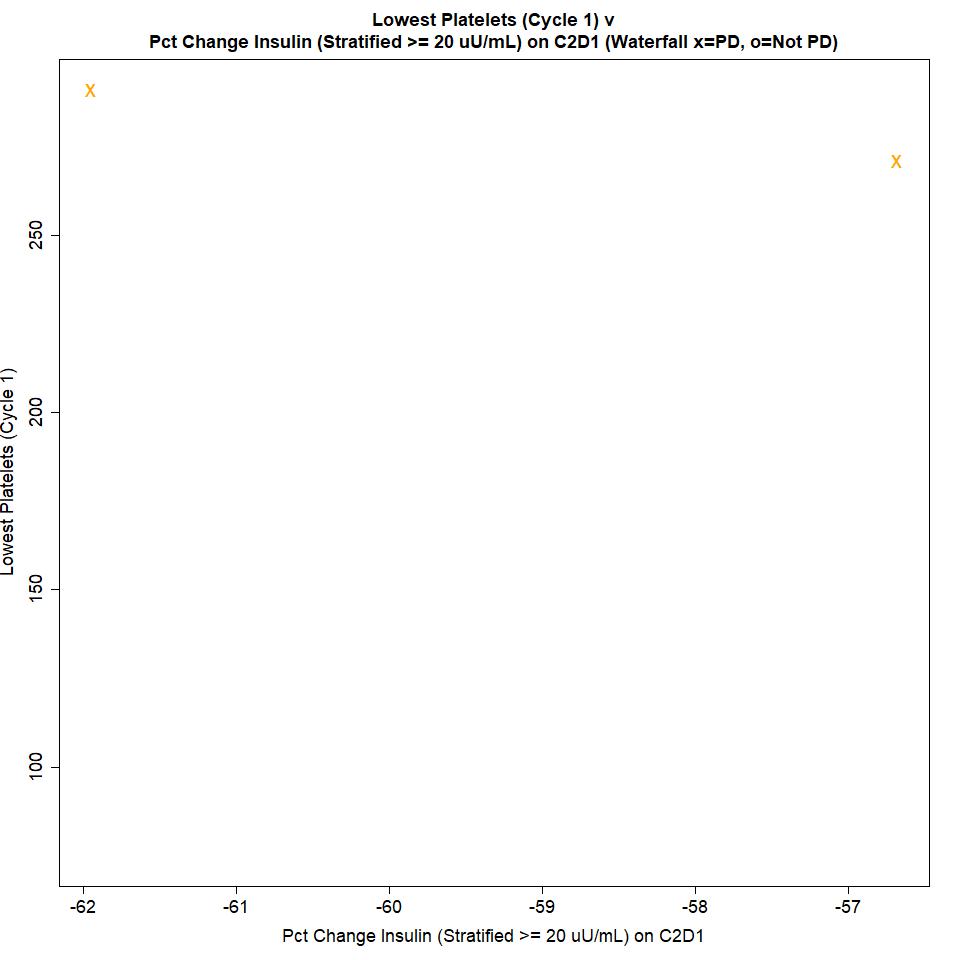 Lowest Platelets (Cycle 1) v
Pct Change Insulin (Stratified >= 20 uU/mL) on C2D1 (Waterfall x=PD, o=Not PD)
X
X
250
200
150
100
Lowest Platelets (Cycle 1)
-62 -61 -60 -59 -58 -57
Pct Change Insulin (Stratified >= 20 uU/mL) on C2D1